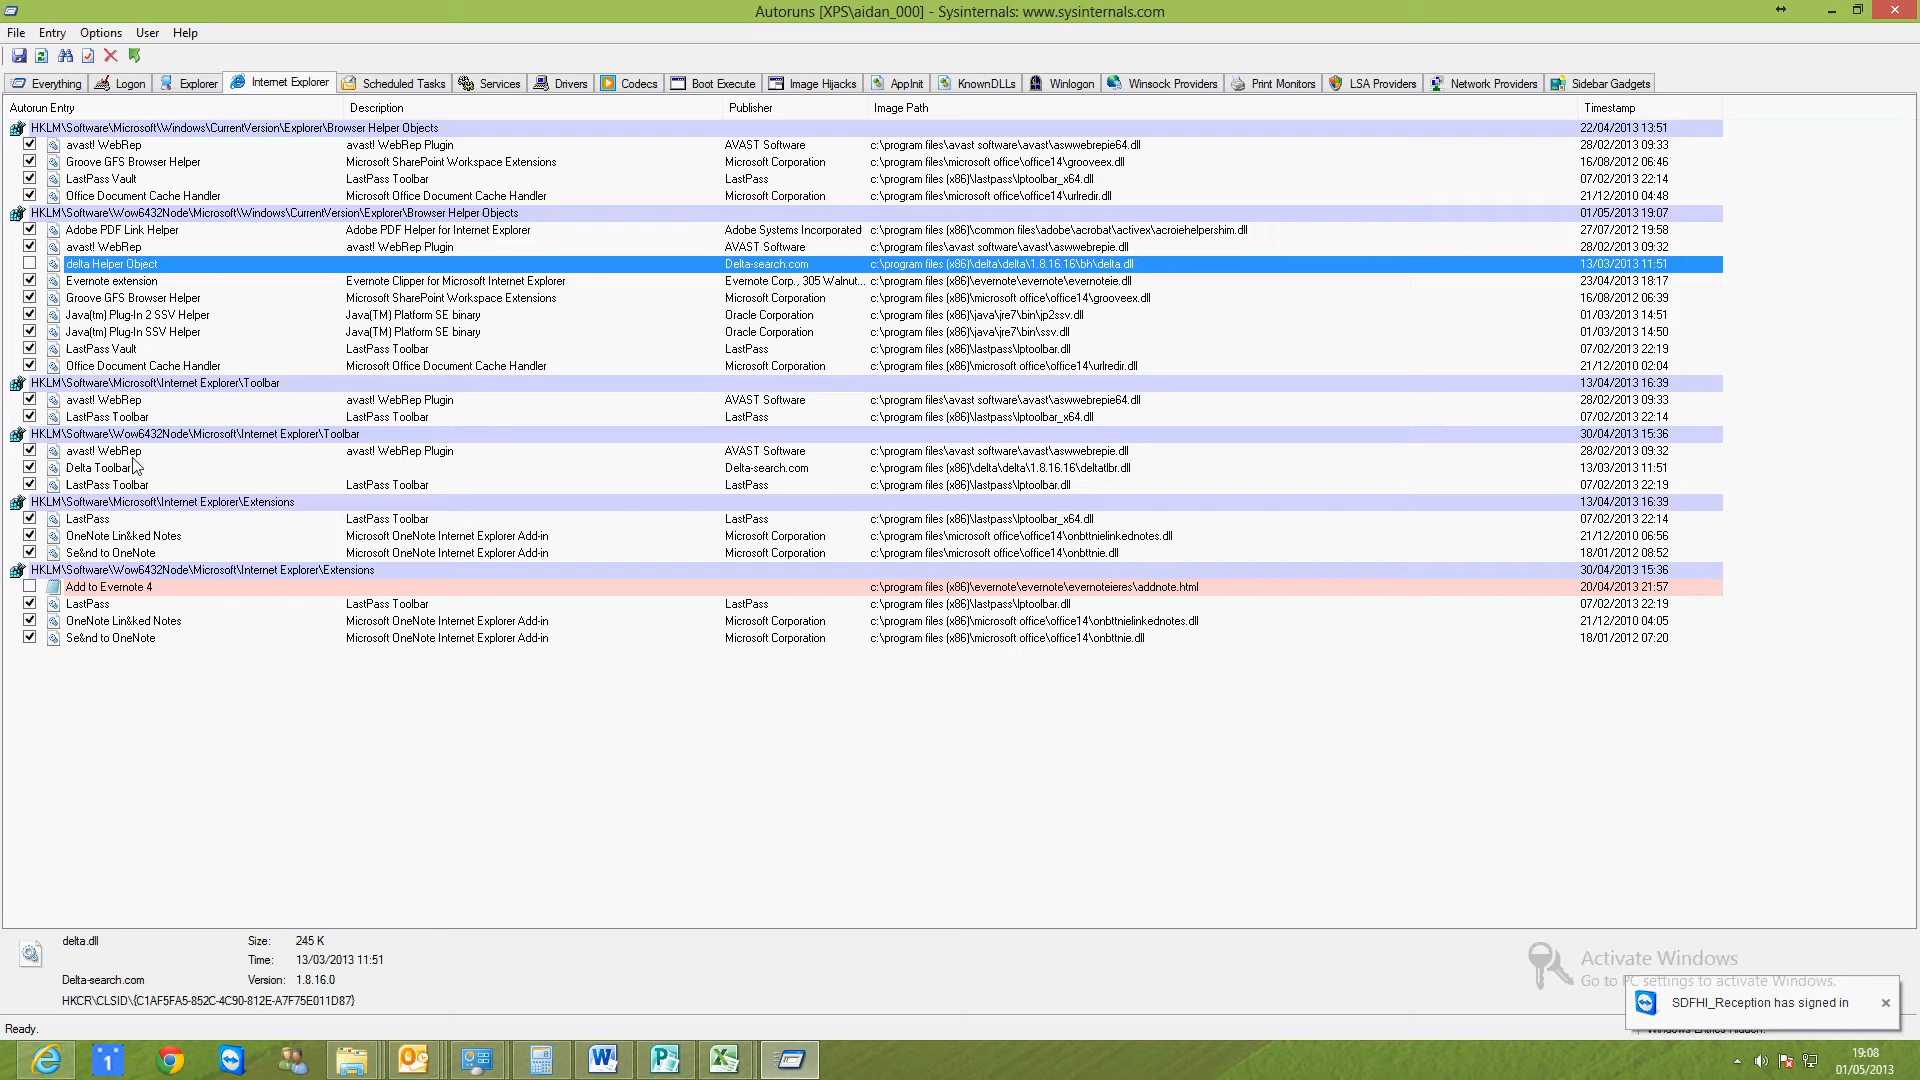 Autoruns [XPS\aidan_000] - Sysinternals: www.sysinternals.com
File Entry Options User Help
Everything Logon Explorer Internet Explorer Scheduled Tasks Services Drivers Codecs Boot Execute Image Hijacks AppInit KnownDLLs Winlogon Winsock Providers Print Monitors LSA Providers Network Providers Sidebar Gadgets
Autorun Entry Description Publisher Image Path Timestamp
HKLM\Software\Microsoft\Windows\CurrentVersion\Explorer\Browser Helper Objects 22/04/2013 13:51
avast! WebRep avast! WebRep Plugin AVAST Software c:\program files\avast software\avast\aswwebrepie64.dll 28/02/2013 09:33
Groove GFS Browser Helper Microsoft SharePoint Workspace Extensions Microsoft Corporation c:\program files\microsoft office\office14\grooveex.dll 16/08/2012 06:46
LastPass Vault LastPass Toolbar LastPass c:\program files (x86)\lastpass\lptoolbar_x64.dll 07/02/2013 22:14
Office Document Cache Handler Microsoft Office Document Cache Handler Microsoft Corporation c:\program files\microsoft office\office14\urlredir.dll 21/12/2010 04:48
HKLM\Software\Wow6432Node\Microsoft\Windows\CurrentVersion\Explorer\Browser Helper Objects 01/05/2013 19:07
Adobe PDF Link Helper Adobe PDF Helper for Internet Explorer Adobe Systems Incorporated c:\program files (x86)\common files\adobe\acrobat\activex\acroiehelpershim.dll 27/07/2012 19:58
avast! WebRep avast! WebRep Plugin AVAST Software c:\program files\avast software\avast\aswwebrepie.dll 28/02/2013 09:32
delta Helper Object Delta-search.com c:\program files (x86)\delta\delta\1.8.16.16\bh\delta.dll 13/03/2013 11:51
Evernote extension Evernote Clipper for Microsoft Internet Explorer Evernote Corp., 305 Walnut... c:\program files (x86)\evernote\evernote\evernoteie.dll 23/04/2013 18:17
Groove GFS Browser Helper Microsoft SharePoint Workspace Extensions Microsoft Corporation c:\program files (x86)\microsoft office\office14\grooveex.dll 16/08/2012 06:39
Java(tm) Plug-In 2 SSV Helper Java(TM) Platform SE binary Oracle Corporation c:\program files (x86)\java\jre7\bin\jp2ssv.dll 01/03/2013 14:51
Java(tm) Plug-In SSV Helper Java(TM) Platform SE binary Oracle Corporation c:\program files (x86)\java\jre7\bin\ssv.dll 01/03/2013 14:50
LastPass Vault LastPass Toolbar LastPass c:\program files (x86)\lastpass\lptoolbar.dll 07/02/2013 22:19
Office Document Cache Handler Microsoft Office Document Cache Handler Microsoft Corporation c:\program files (x86)\microsoft office\office14\urlredir.dll 21/12/2010 02:04
HKLM\Software\Microsoft\Internet Explorer\Toolbar 13/04/2013 16:39
avast! WebRep avast! WebRep Plugin AVAST Software c:\program files\avast software\avast\aswwebrepie64.dll 28/02/2013 09:33
LastPass Toolbar LastPass Toolbar LastPass c:\program files (x86)\lastpass\lptoolbar_x64.dll 07/02/2013 22:14
HKLM\Software\Wow6432Node\Microsoft\Internet Explorer\Toolbar 30/04/2013 15:36
avast! WebRep avast! WebRep Plugin AVAST Software c:\program files\avast software\avast\aswwebrepie.dll 28/02/2013 09:32
Delta Toolbar Delta-search.com c:\program files (x86)\delta\delta\1.8.16.16\deltatlbr.dll 13/03/2013 11:51
LastPass Toolbar LastPass Toolbar LastPass c:\program files (x86)\lastpass\lptoolbar.dll 07/02/2013 22:19
HKLM\Software\Microsoft\Internet Explorer\Extensions 13/04/2013 16:39
LastPass LastPass Toolbar LastPass c:\program files (x86)\lastpass\lptoolbar_x64.dll 07/02/2013 22:14
OneNote Lin&ked Notes Microsoft OneNote Internet Explorer Add-in Microsoft Corporation c:\program files\microsoft office\office14\onbttnielinkednotes.dll 21/12/2010 06:56
Se&nd to OneNote Microsoft OneNote Internet Explorer Add-in Microsoft Corporation c:\program files\microsoft office\office14\onbttnie.dll 18/01/2012 08:52
HKLM\Software\Wow6432Node\Microsoft\Internet Explorer\Extensions 30/04/2013 15:36
Add to Evernote 4 c:\program files (x86)\evernote\evernote\evernoteieres\addnote.html 20/04/2013 21:57
LastPass LastPass Toolbar LastPass c:\program files (x86)\lastpass\lptoolbar.dll 07/02/2013 22:19
OneNote Lin&ked Notes Microsoft OneNote Internet Explorer Add-in Microsoft Corporation c:\program files (x86)\microsoft office\office14\onbttnielinkednotes.dll 21/12/2010 04:05
Se&nd to OneNote Microsoft OneNote Internet Explorer Add-in Microsoft Corporation c:\program files (x86)\microsoft office\office14\onbttnie.dll 18/01/2012 07:20
delta.dll Size: 245 K
Time: 13/03/2013 11:51
Delta-search.com Version: 1.8.16.0
HKCR\CLSID\{C1AF5FA5-852C-4C90-812E-A7F75E011D87}
Activate Windows
Go to PC settings to activate Windows.
SDFHI_Reception has signed in
Ready. Windows Entries Hidden.
1
19:08
01/05/2013